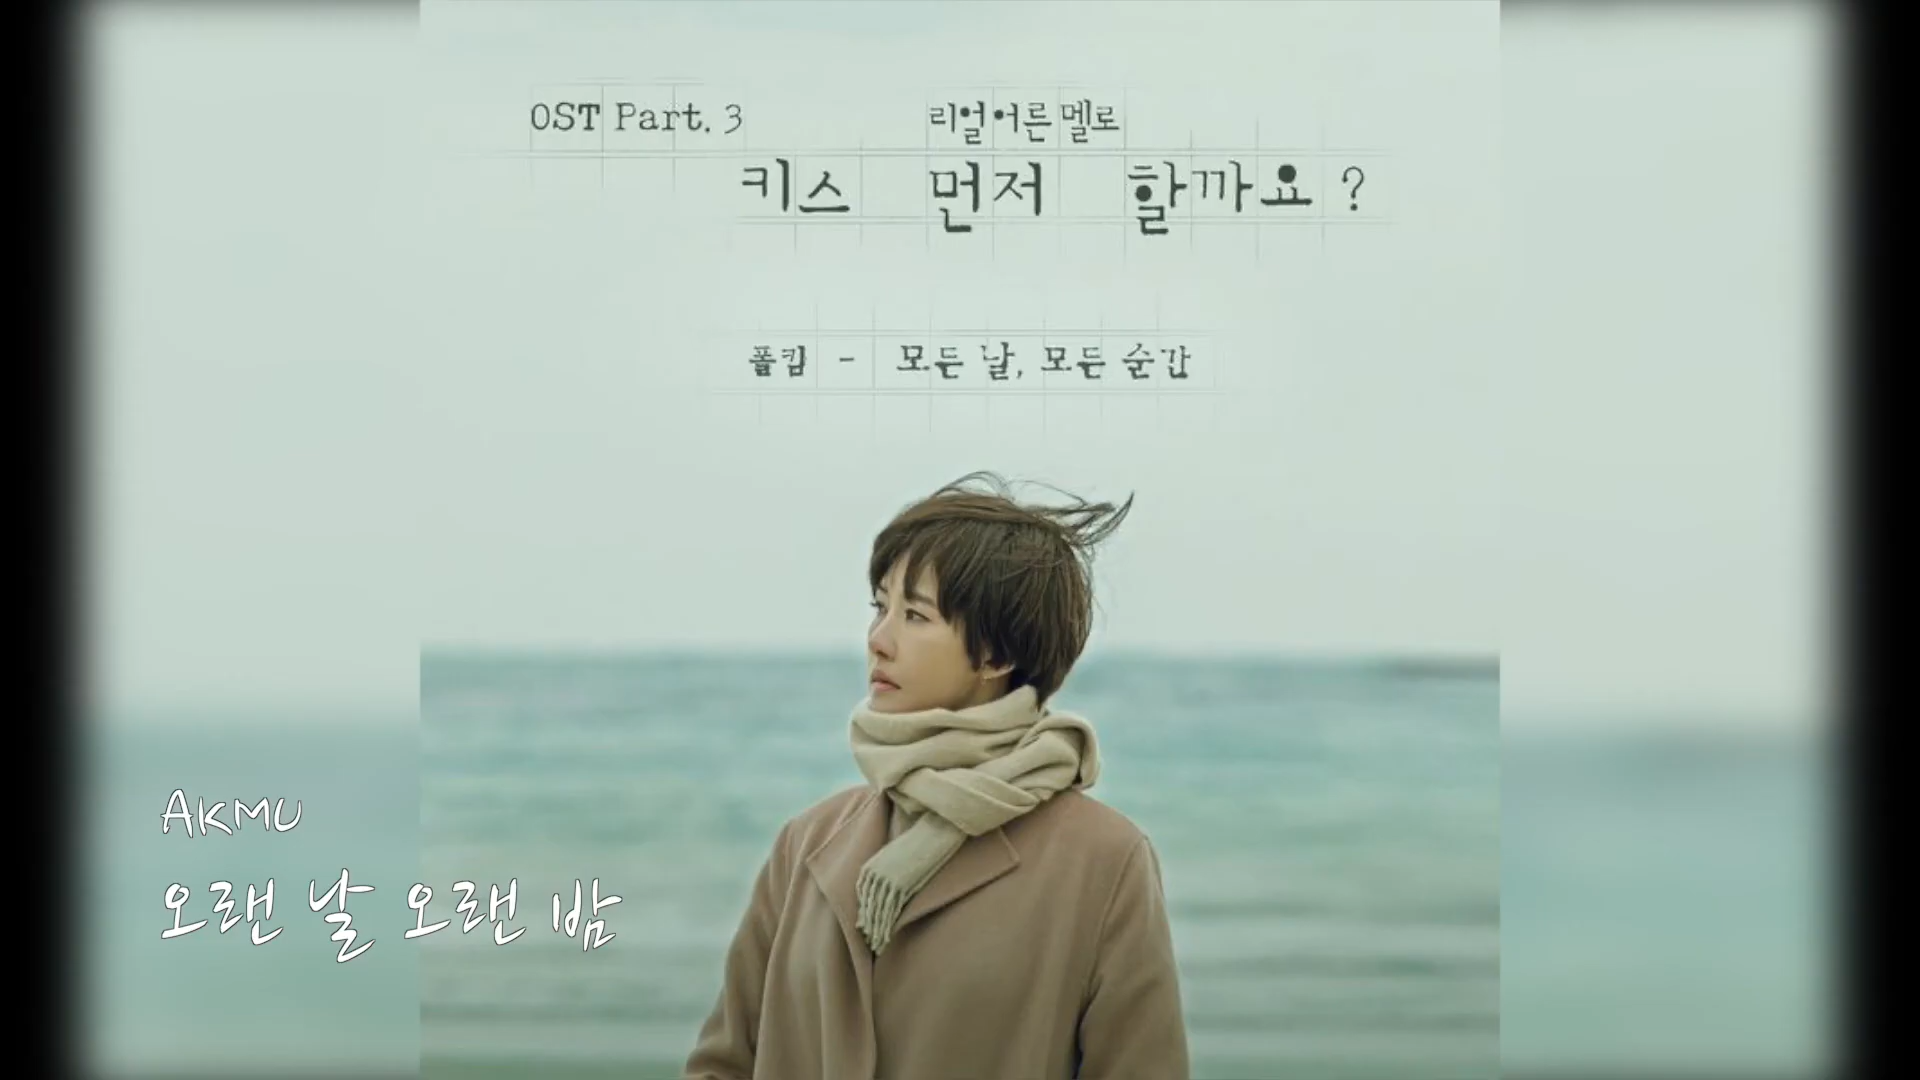 OST Part. 3
리얼어른멜로
키스 먼저 할까요?
폴킴 - 모든 날, 모든 순간
AKMU
오랜 날 오랜 밤